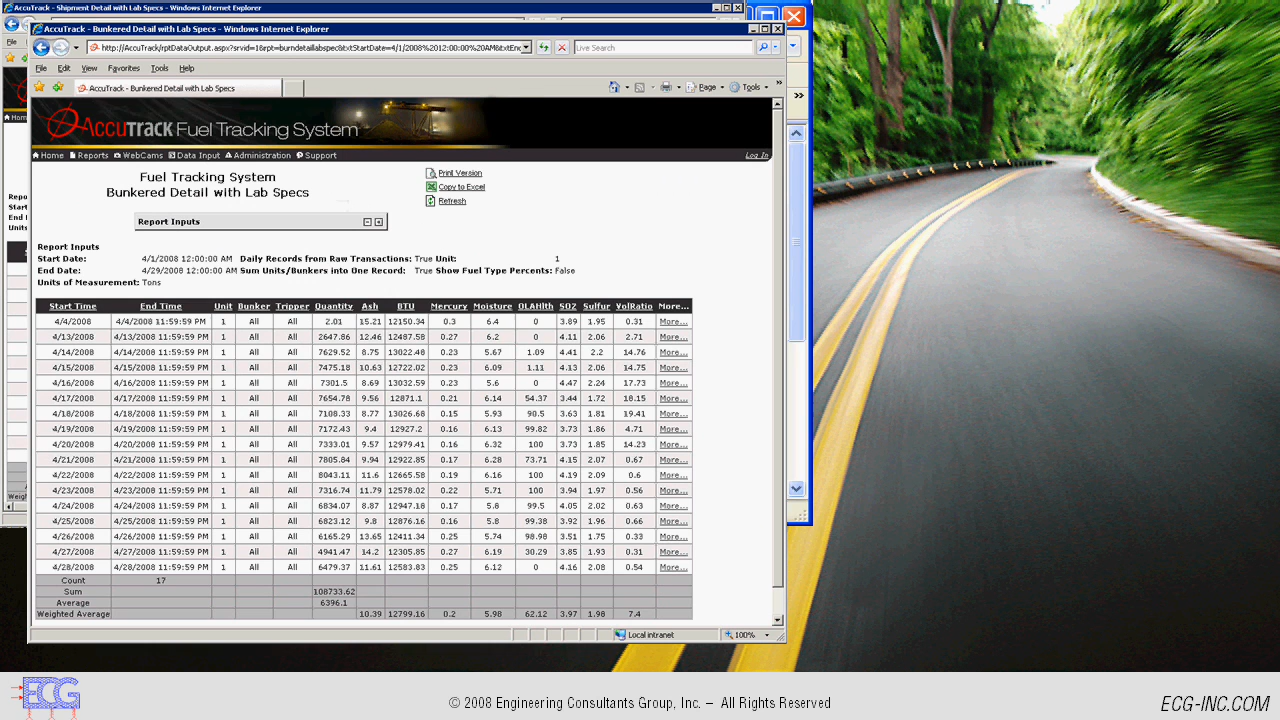 AccuTrack - Shipment Detail with Lab Specs - Windows Internet Explorer
AccuTrack - Bunkered Detail with Lab Specs - Windows Internet Explorer
http://AccuTrack/rptDataOutput.aspx?srvid=1&rpt=burndetaillabspec&txtStartDate=4/1/2008%2012:00:00%20AM&txtEn
Live Search
File Edit View Favorites Tools Help
AccuTrack - Bunkered Detail with Lab Specs
Page Tools
AccuTrack Fuel Tracking System
Home Reports WebCams Data Input Administration Support Log In
Fuel Tracking System
Bunkered Detail with Lab Specs
Print Version
Copy to Excel
Refresh
Report Inputs
Report Inputs
Start Date: 4/1/2008 12:00:00 AM Daily Records from Raw Transactions: True Unit: 1
End Date: 4/29/2008 12:00:00 AM Sum Units/Bunkers into One Record: True Show Fuel Type Percents: False
Units of Measurement: Tons
Start Time End Time Unit Bunker Tripper Quantity Ash BTU Mercury Moisture OLAHlth SO2 Sulfur VolRatio More...
4/4/2008 4/4/2008 11:59:59 PM 1 All All 2.01 15.21 12150.34 0.3 6.4 0 3.89 1.95 0.31 More...
4/13/2008 4/13/2008 11:59:59 PM 1 All All 2647.86 12.46 12487.58 0.27 6.2 0 4.11 2.06 2.71 More...
4/14/2008 4/14/2008 11:59:59 PM 1 All All 7629.52 8.75 13022.48 0.23 5.67 1.09 4.41 2.2 14.76 More...
4/15/2008 4/15/2008 11:59:59 PM 1 All All 7475.18 10.63 12722.02 0.23 6.09 1.11 4.13 2.06 14.75 More...
4/16/2008 4/16/2008 11:59:59 PM 1 All All 7301.5 8.69 13032.59 0.23 5.6 0 4.47 2.24 17.73 More...
4/17/2008 4/17/2008 11:59:59 PM 1 All All 7654.78 9.56 12871.1 0.21 6.14 54.37 3.44 1.72 18.15 More...
4/18/2008 4/18/2008 11:59:59 PM 1 All All 7108.33 8.77 13026.68 0.15 5.93 90.5 3.63 1.81 19.41 More...
4/19/2008 4/19/2008 11:59:59 PM 1 All All 7172.43 9.4 12927.2 0.16 6.13 99.82 3.73 1.86 4.71 More...
4/20/2008 4/20/2008 11:59:59 PM 1 All All 7333.01 9.57 12979.41 0.16 6.32 100 3.73 1.85 14.23 More...
4/21/2008 4/21/2008 11:59:59 PM 1 All All 7805.84 9.94 12922.85 0.17 6.28 73.71 4.15 2.07 0.67 More...
4/22/2008 4/22/2008 11:59:59 PM 1 All All 8043.11 11.6 12665.58 0.19 6.16 100 4.19 2.09 0.6 More...
4/23/2008 4/23/2008 11:59:59 PM 1 All All 7316.74 11.79 12578.02 0.22 5.71 100 3.94 1.97 0.56 More...
4/24/2008 4/24/2008 11:59:59 PM 1 All All 6834.07 8.87 12947.18 0.17 5.8 99.5 4.05 2.02 0.63 More...
4/25/2008 4/25/2008 11:59:59 PM 1 All All 6823.12 9.8 12876.16 0.16 5.8 99.38 3.92 1.96 0.66 More...
4/26/2008 4/26/2008 11:59:59 PM 1 All All 6165.29 13.65 12411.34 0.25 5.74 98.98 3.51 1.75 0.33 More...
4/27/2008 4/27/2008 11:59:59 PM 1 All All 4941.47 14.2 12305.85 0.27 6.19 30.29 3.85 1.93 0.31 More...
4/28/2008 4/28/2008 11:59:59 PM 1 All All 6479.37 11.61 12583.83 0.25 6.12 0 4.16 2.08 0.54 More...
Count 17
Sum 108733.62
Average 6396.1
Weighted Average 10.39 12799.16 0.2 5.98 62.12 3.97 1.98 7.4
Local intranet 100%
ECG
© 2008 Engineering Consultants Group, Inc. – All Rights Reserved
ECG-INC.COM